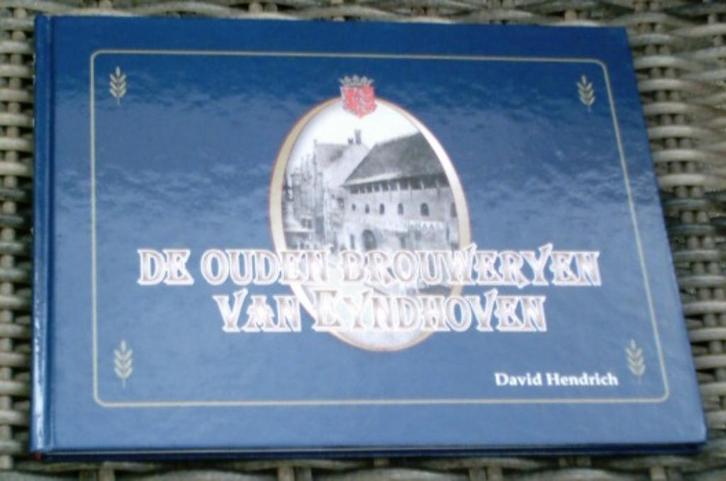 DE OUDEN BROUWERYEN
VAN EYNDHOVEN
David Hendrich